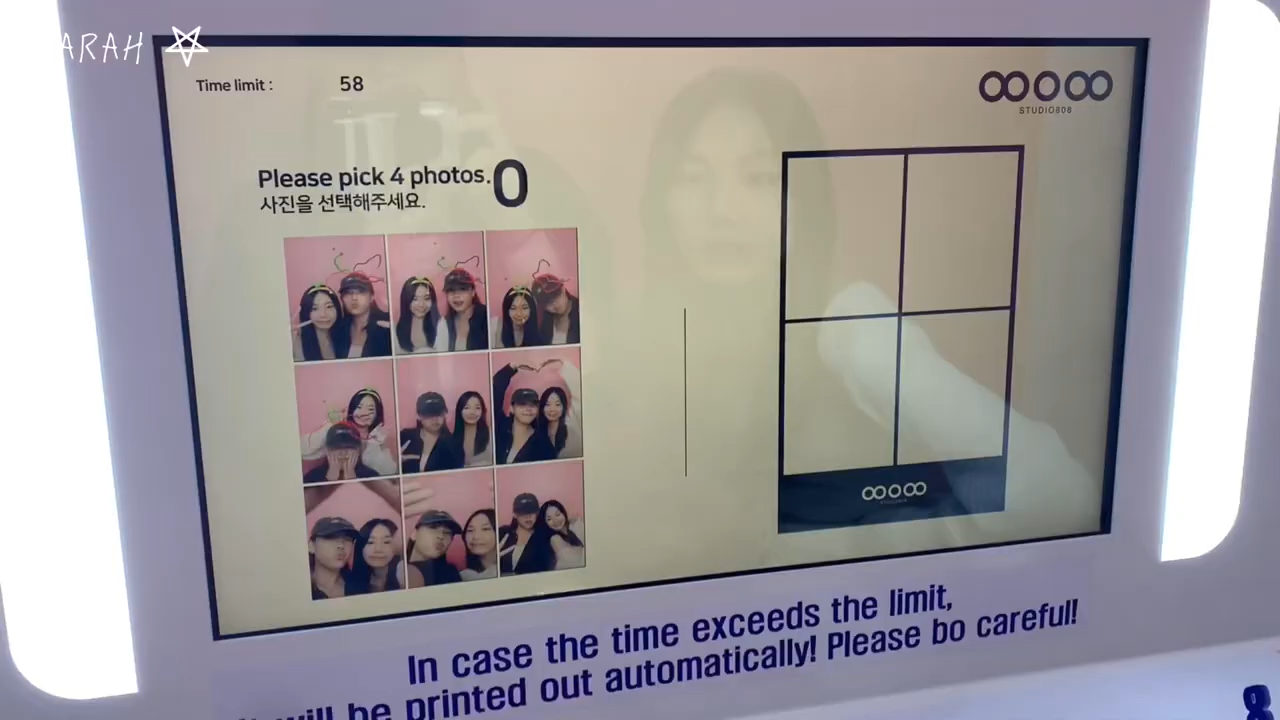 ARAH
Time limit : 58
STUDIO808
Please pick 4 photos. 0
사진을 선택해주세요.
In case the time exceeds the limit,
will be printed out automatically! Please bo careful!
8